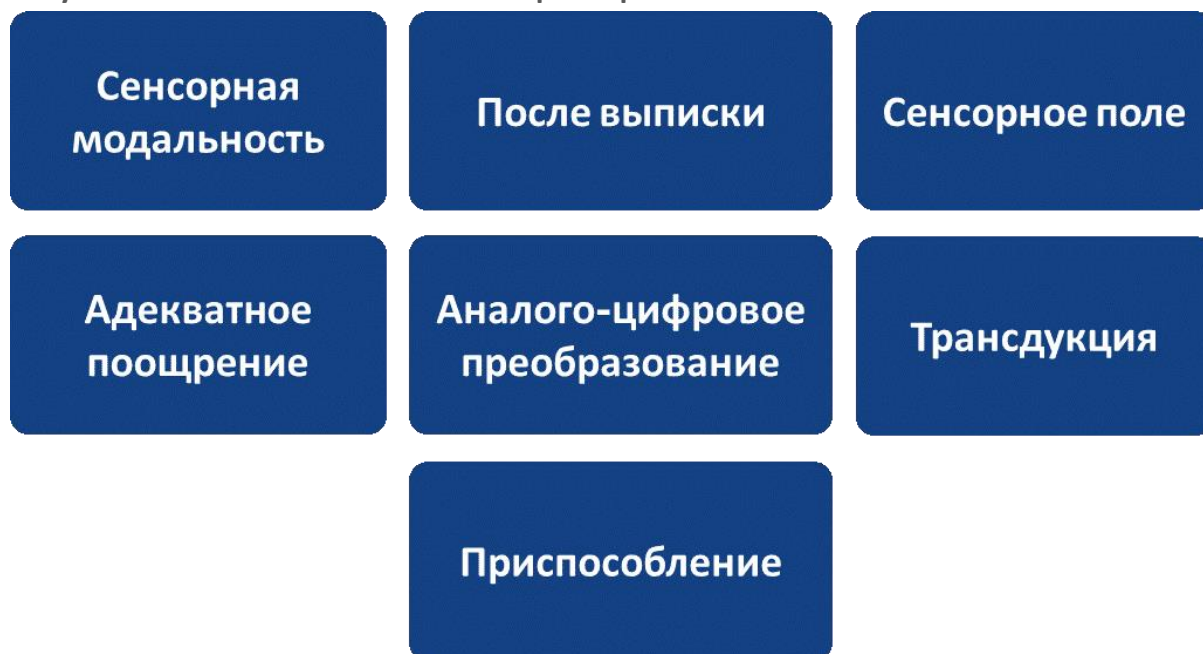 Сенсорная
модальность
После выписки
Сенсорное поле
Адекватное
поощрение
Аналого-цифровое
преобразование
Трансдукция
Приспособление